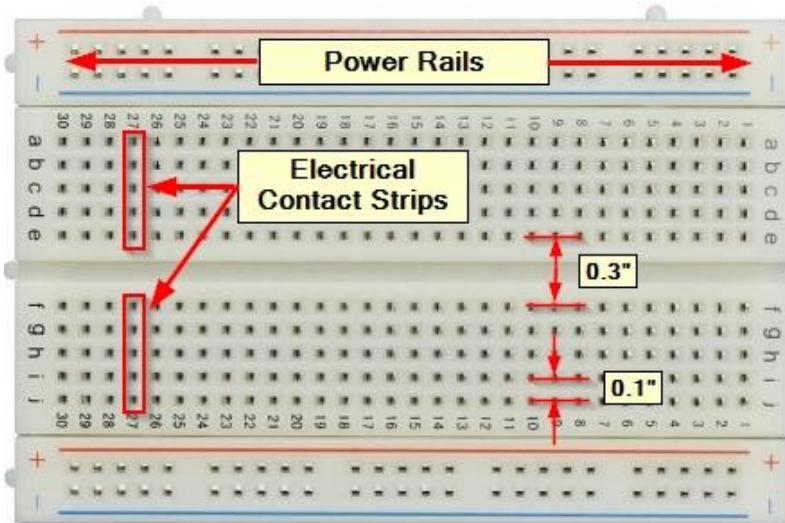 + +
Power Rails
− −
30 29 28 27 26 25 24 23 22 21 20 19 18 17 16 15 14 13 12 11 10 9 8 7 6 5 4 3 2 1
a a
b b
Electrical
Contact Strips
c c
d d
e e
0.3"
f f
g g
h h
i i
0.1"
j j
30 29 28 27 26 25 24 23 22 21 20 19 18 17 16 15 14 13 12 11 10 9 8 7 6 5 4 3 2 1
+ +
− −